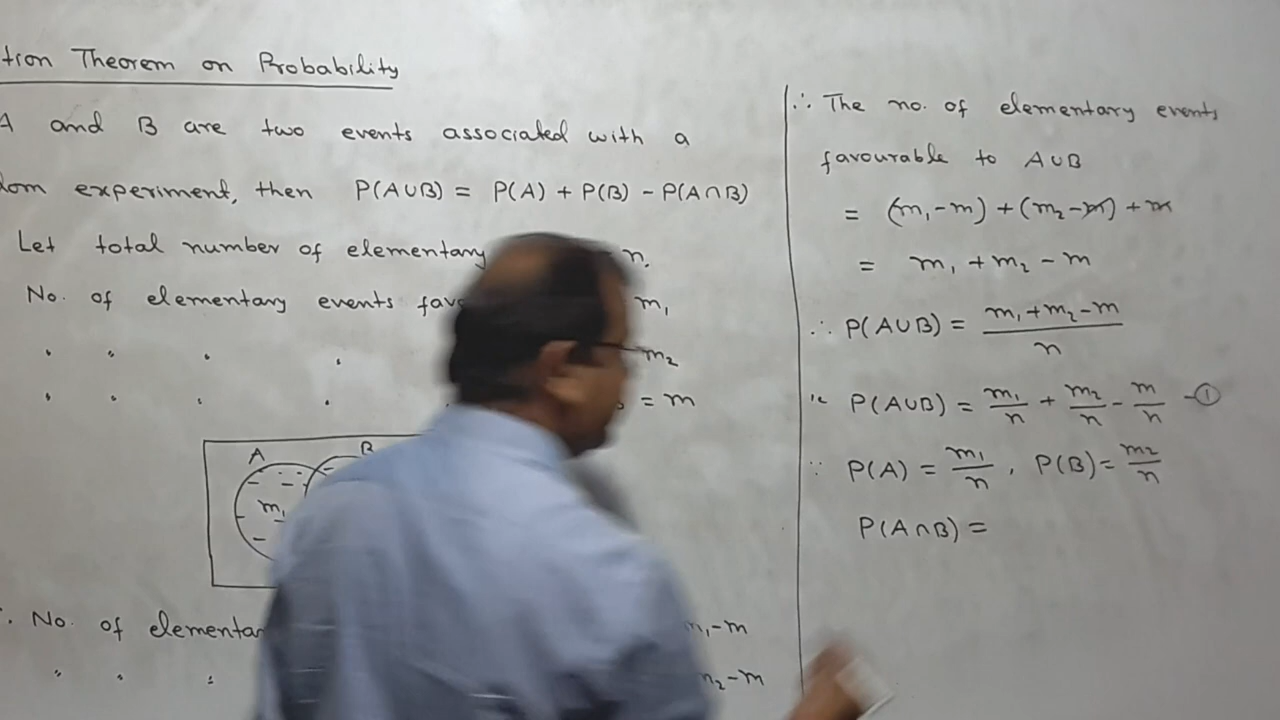 tion Theorem on Probability
A and B are two events associated with a
dom experiment, then P(A∪B) = P(A) + P(B) - P(A∩B)
Let total number of elementary n.
No. of elementary events fav m₁
" " " " m₂
" " " " = m
A B
m₁
∴ No. of elementar m₁-m
" " " m₂-m
∴ The no. of elementary events
favourable to A∪B
= (m₁-m) + (m₂-m) + m
= m₁ + m₂ - m
∴ P(A∪B) = (m₁+m₂-m)/n
ie P(A∪B) = m₁/n + m₂/n - m/n -①
∵ P(A) = m₁/n , P(B) = m₂/n
P(A∩B) =